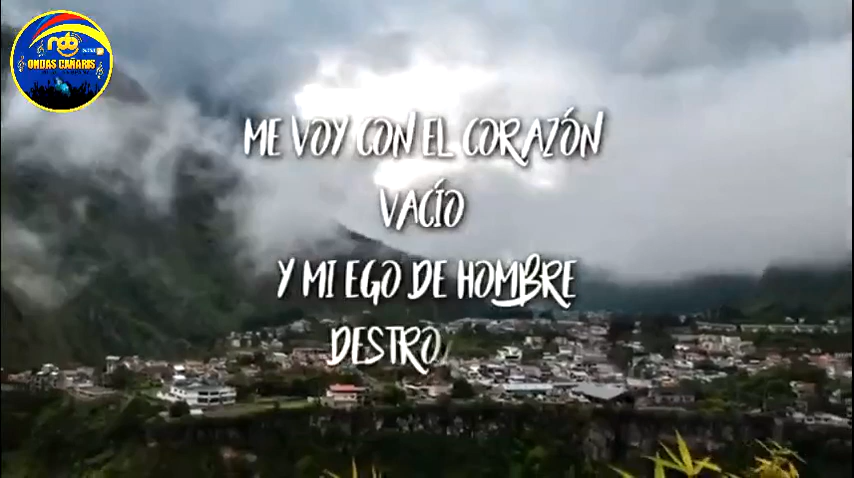 ONDAS CAÑARIS
ME VOY CON EL CORAZÓN
VACÍO
Y MI EGO DE HOMBRE
DESTRO